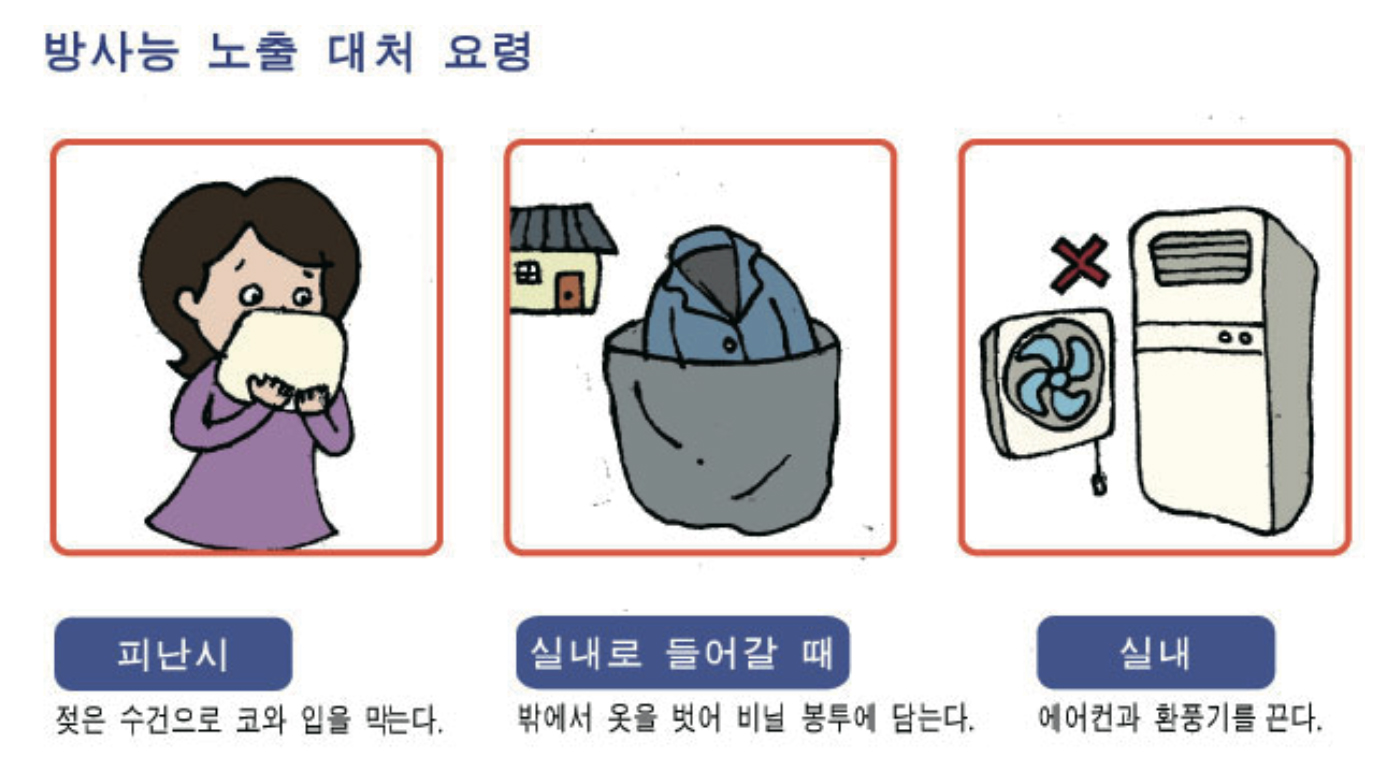 방사능 노출 대처 요령
피난시
젖은 수건으로 코와 입을 막는다.
실내로 들어갈 때
밖에서 옷을 벗어 비닐 봉투에 담는다.
실내
에어컨과 환풍기를 끈다.